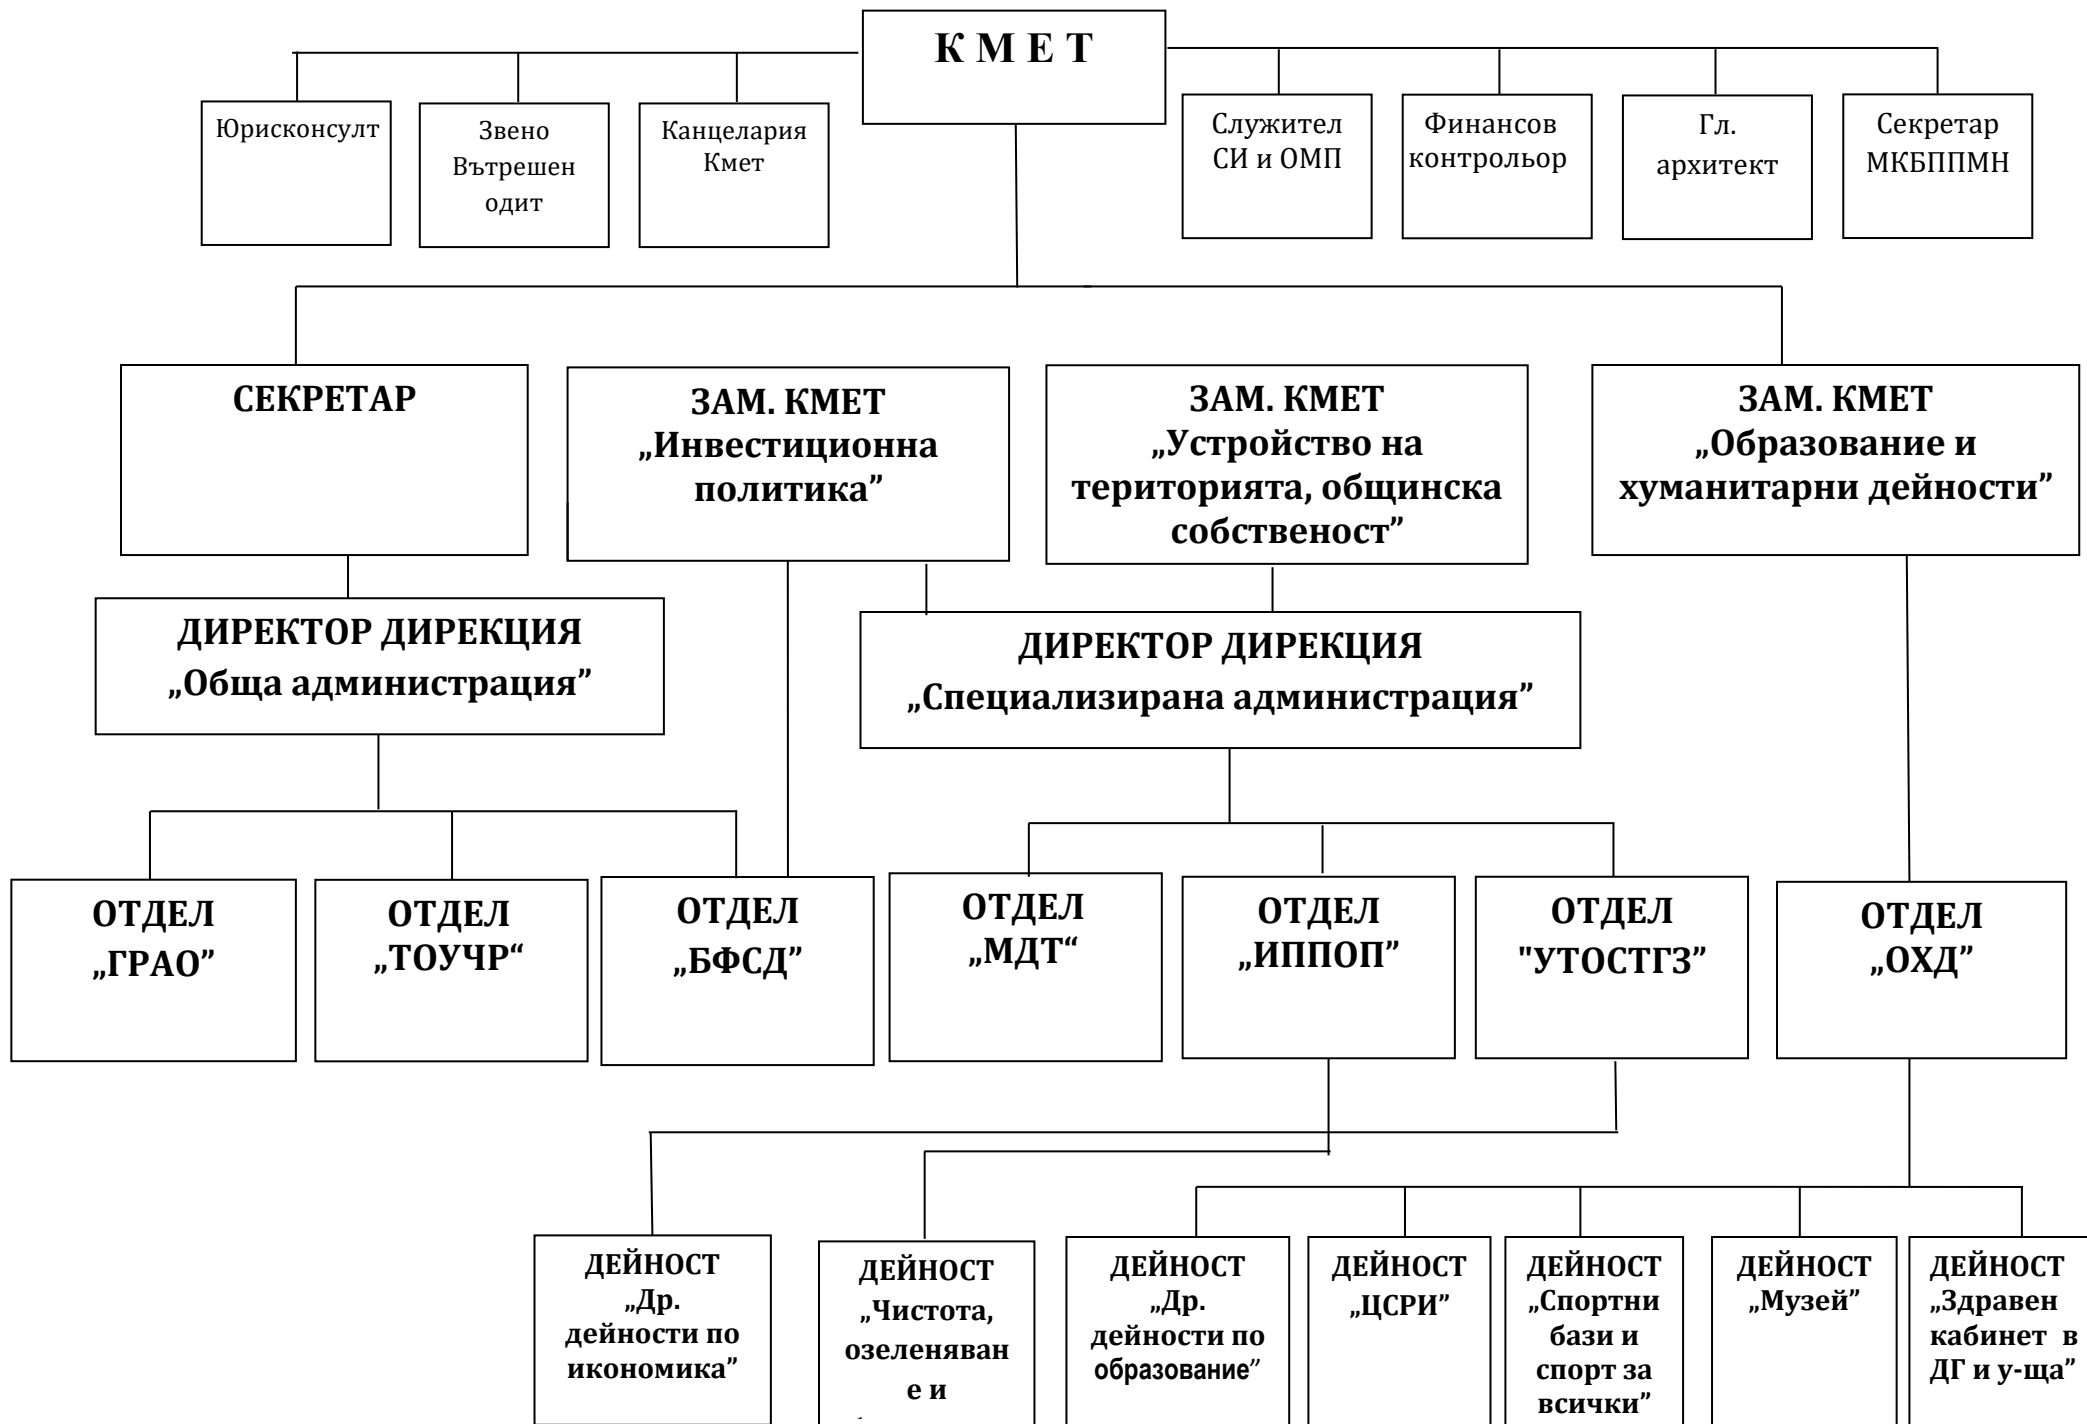 К М Е Т
Юрисконсулт
Звено
Вътрешен
одит
Канцелария
Кмет
Служител
СИ и ОМП
Финансов
контрольор
Гл.
архитект
Секретар
МКБППМН
СЕКРЕТАР
ЗАМ. КМЕТ
„Инвестиционна
политика”
ЗАМ. КМЕТ
„Устройство на
територията, общинска
собственост”
ЗАМ. КМЕТ
„Образование и
хуманитарни дейности”
ДИРЕКТОР ДИРЕКЦИЯ
„Обща администрация”
ДИРЕКТОР ДИРЕКЦИЯ
„Специализирана администрация”
ОТДЕЛ
„ГРАО”
ОТДЕЛ
„ТОУЧР“
ОТДЕЛ
„БФСД”
ОТДЕЛ
„МДТ“
ОТДЕЛ
„ИППОП”
ОТДЕЛ
"УТОСТГЗ”
ОТДЕЛ
„ОХД”
ДЕЙНОСТ
„Др.
дейности по
икономика”
ДЕЙНОСТ
„Чистота,
озеленяван
е и
ДЕЙНОСТ
„Др.
дейности по
образование”
ДЕЙНОСТ
„ЦСРИ”
ДЕЙНОСТ
„Спортни
бази и
спорт за
всички”
ДЕЙНОСТ
„Музей”
ДЕЙНОСТ
„Здравен
кабинет в
ДГ и у-ща”